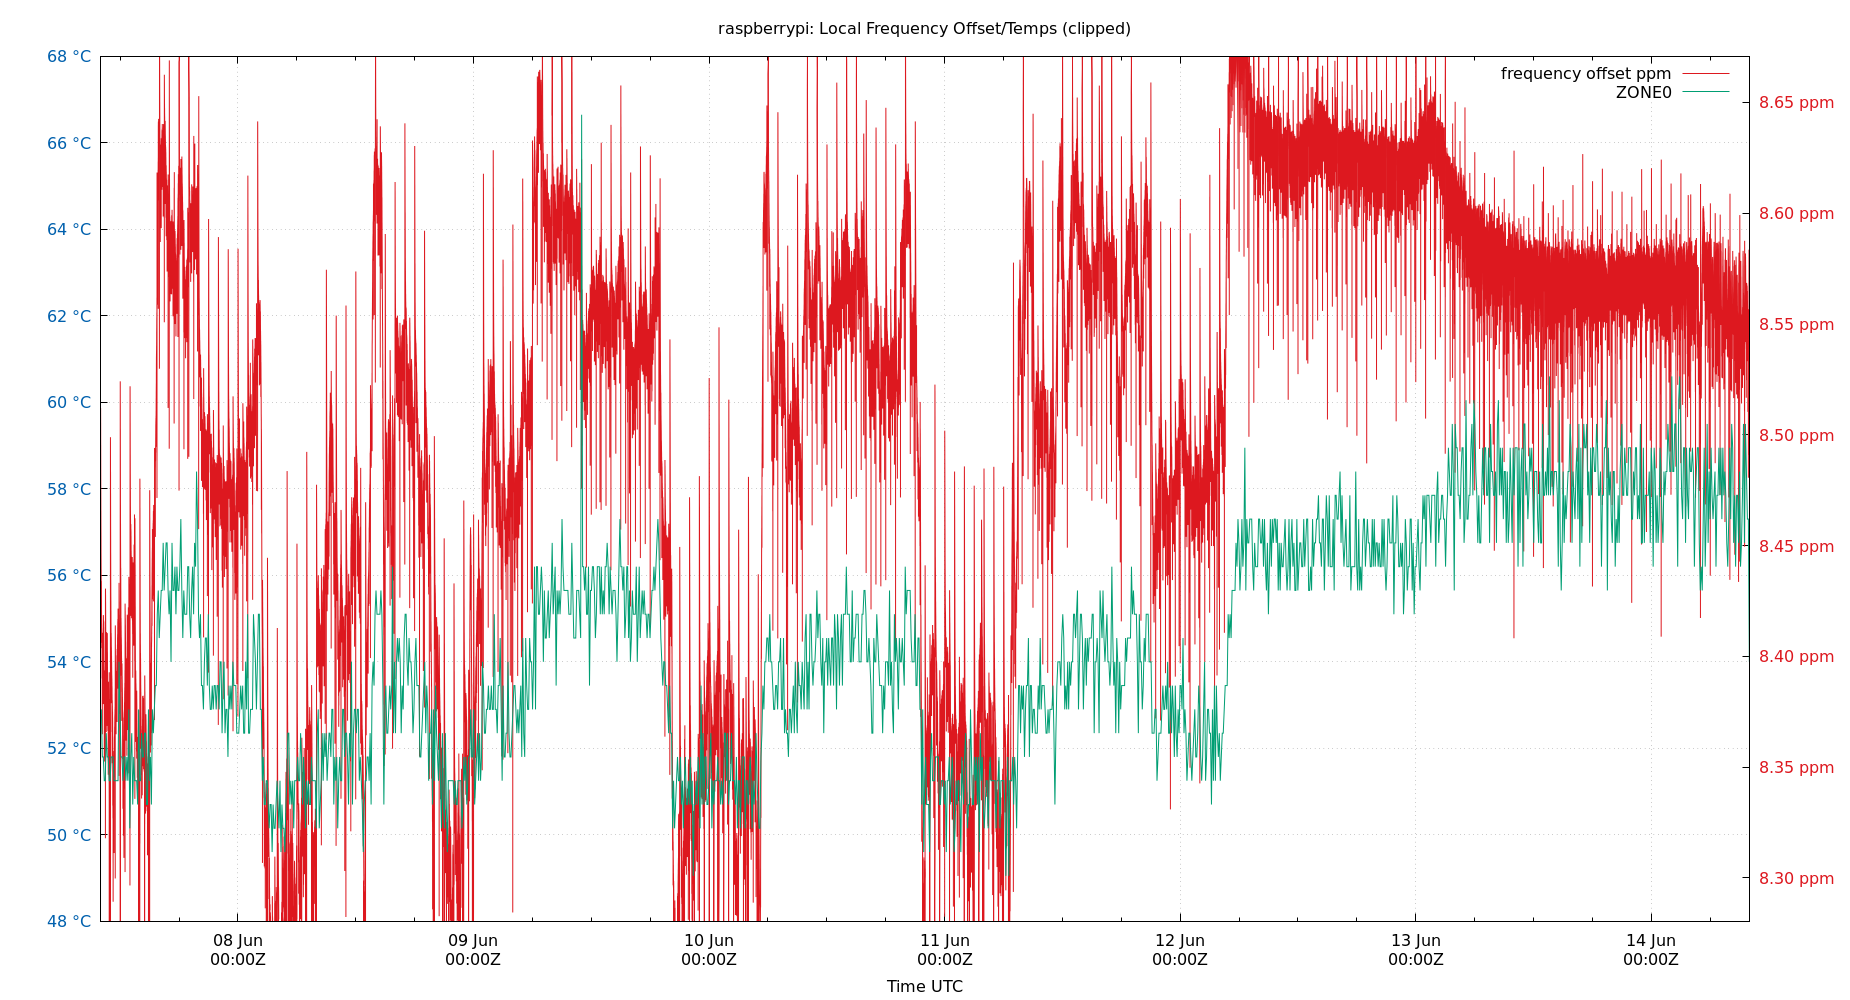 raspberrypi: Local Frequency Offset/Temps (clipped)
frequency offset ppm
ZONE0
68 °C
66 °C
64 °C
62 °C
60 °C
58 °C
56 °C
54 °C
52 °C
50 °C
48 °C
8.65 ppm
8.60 ppm
8.55 ppm
8.50 ppm
8.45 ppm
8.40 ppm
8.35 ppm
8.30 ppm
08 Jun
00:00Z
09 Jun
00:00Z
10 Jun
00:00Z
11 Jun
00:00Z
12 Jun
00:00Z
13 Jun
00:00Z
14 Jun
00:00Z
Time UTC